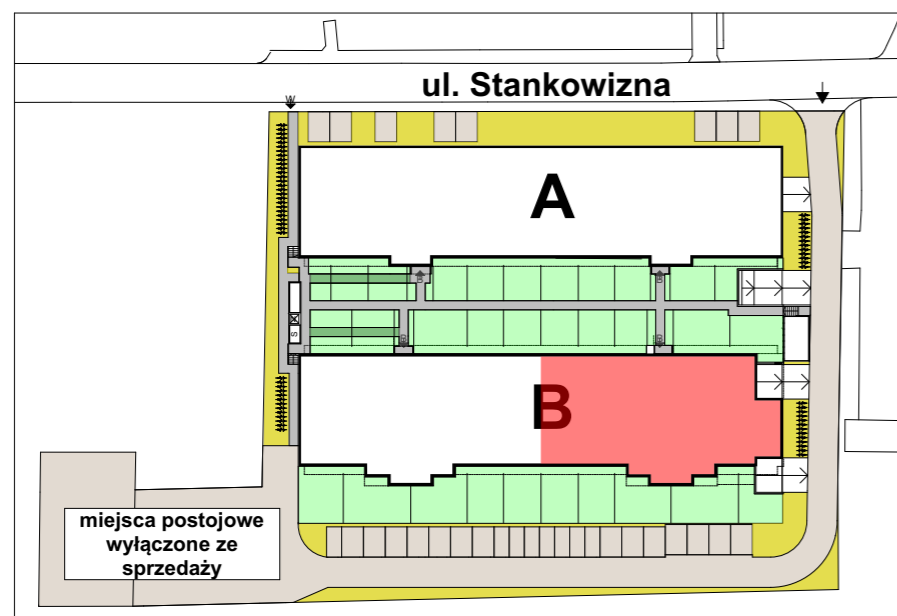 ul. Stankowizna
A
S
B
miejsca postojowe
wyłączone ze
sprzedaży